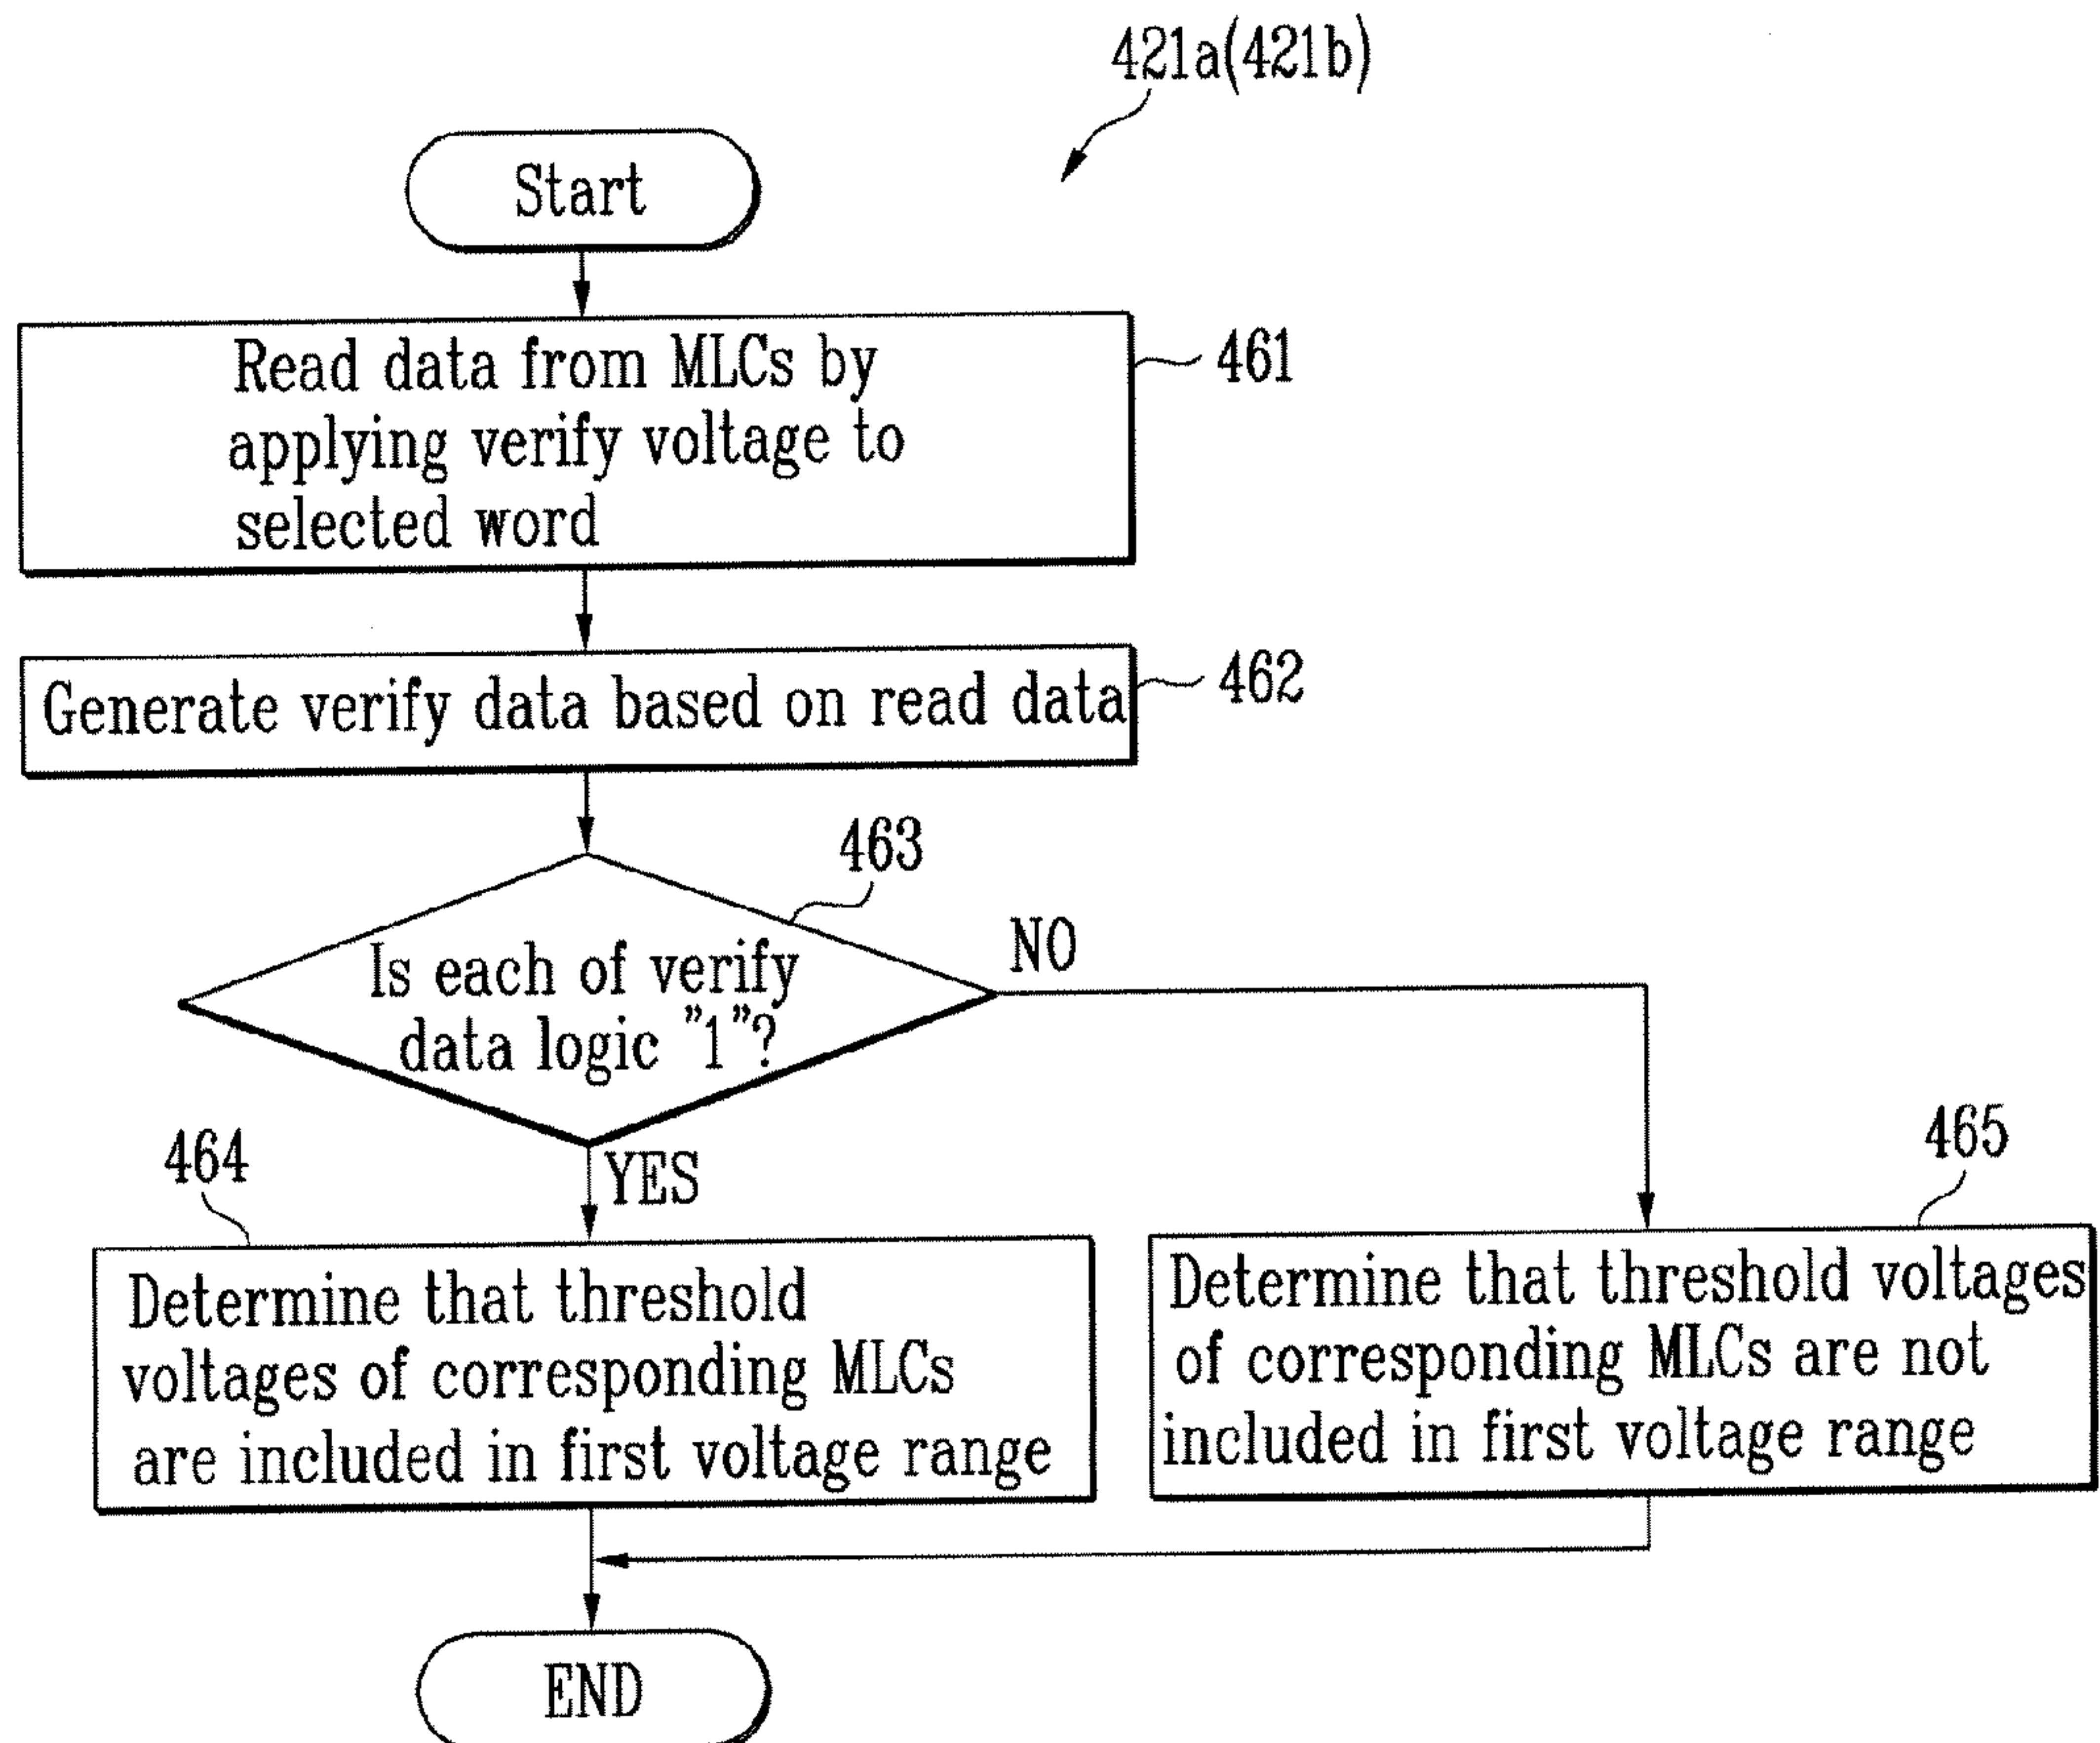 421a(421b)
Start
Read data from MLCs by
applying verify voltage to
selected word
461
Generate verify data based on read data
462
463
Is each of verify
data logic "1"?
NO
YES
464
Determine that threshold
voltages of corresponding MLCs
are included in first voltage range
465
Determine that threshold voltages
of corresponding MLCs are not
included in first voltage range
END